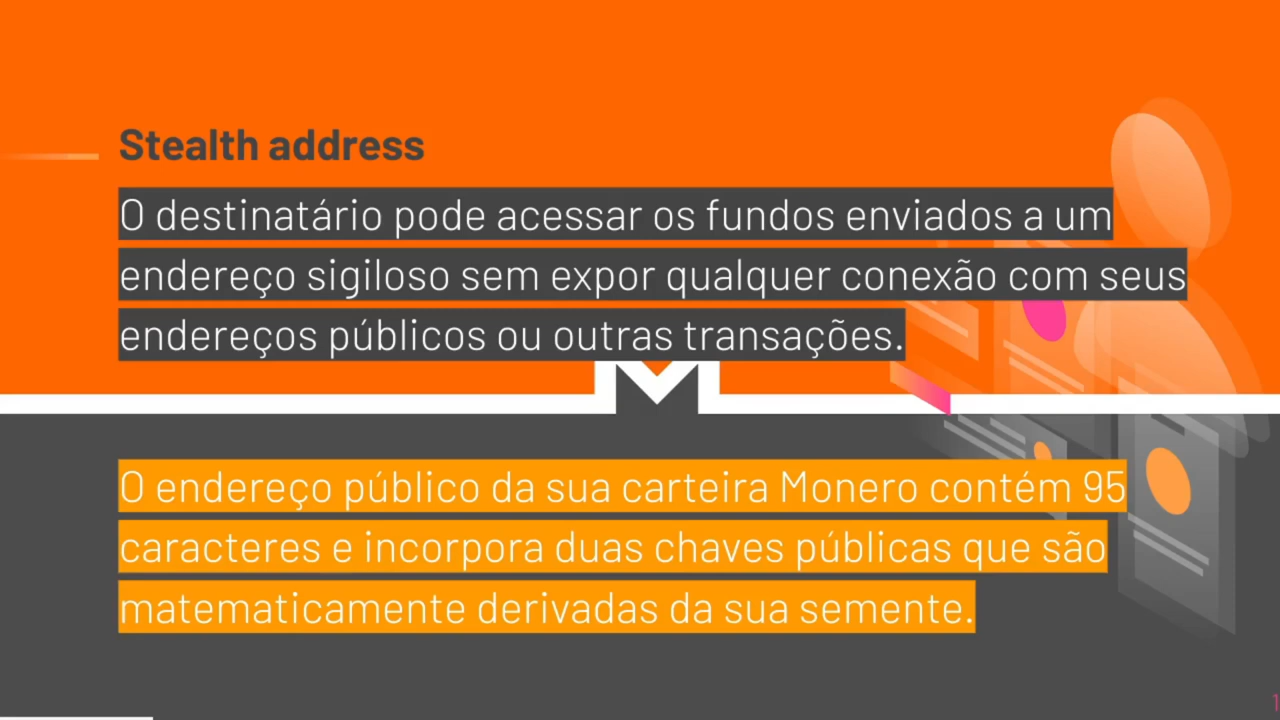 Stealth address
O destinatário pode acessar os fundos enviados a um
endereço sigiloso sem expor qualquer conexão com seus
endereços públicos ou outras transações.
O endereço público da sua carteira Monero contém 95
caracteres e incorpora duas chaves públicas que são
matematicamente derivadas da sua semente.